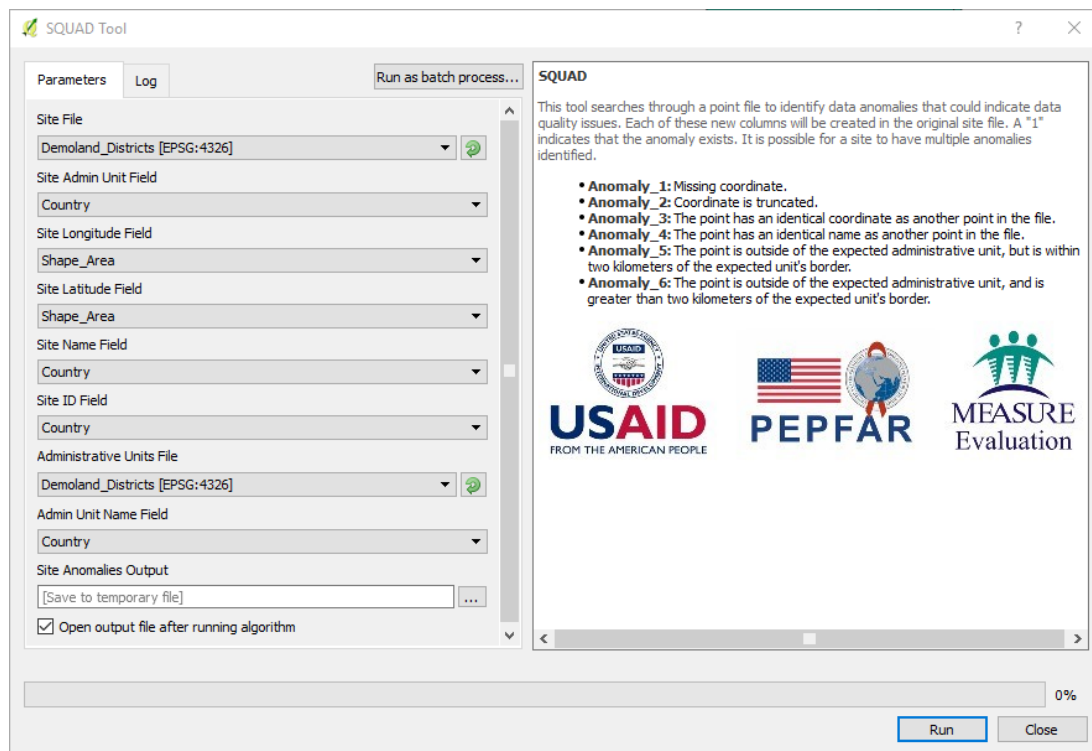 SQUAD Tool
?
Parameters
Log
Run as batch process...
Site File
Demoland_Districts [EPSG:4326]
Site Admin Unit Field
Country
Site Longitude Field
Shape_Area
Site Latitude Field
Shape_Area
Site Name Field
Country
Site ID Field
Country
Administrative Units File
Demoland_Districts [EPSG:4326]
Admin Unit Name Field
Country
Site Anomalies Output
[Save to temporary file]
...
Open output file after running algorithm
SQUAD
This tool searches through a point file to identify data anomalies that could indicate data
quality issues. Each of these new columns will be created in the original site file. A "1"
indicates that the anomaly exists. It is possible for a site to have multiple anomalies
identified.
• Anomaly_1: Missing coordinate.
• Anomaly_2: Coordinate is truncated.
• Anomaly_3: The point has an identical coordinate as another point in the file.
• Anomaly_4: The point has an identical name as another point in the file.
• Anomaly_5: The point is outside of the expected administrative unit, but is within
two kilometers of the expected unit's border.
• Anomaly_6: The point is outside of the expected administrative unit, and is
greater than two kilometers of the expected unit's border.
USAID
USAID
FROM THE AMERICAN PEOPLE
PEPFAR
MEASURE
Evaluation
0%
Run
Close